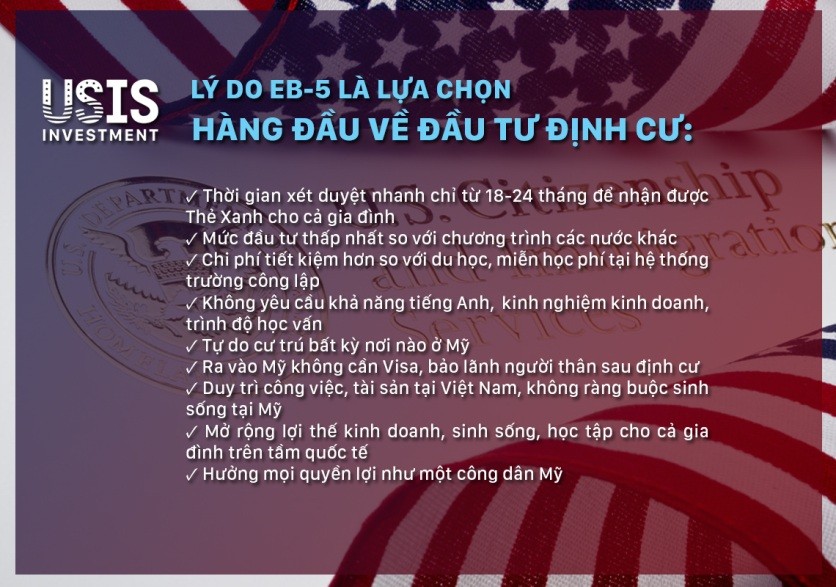 USIS
INVESTMENT
LÝ DO EB-5 LÀ LỰA CHỌN
HÀNG ĐẦU VỀ ĐẦU TƯ ĐỊNH CƯ:
✓ Thời gian xét duyệt nhanh chỉ từ 18-24 tháng để nhận được
Thẻ Xanh cho cả gia đình
✓ Mức đầu tư thấp nhất so với chương trình các nước khác
✓ Chi phí tiết kiệm hơn so với du học, miễn học phí tại hệ thống
trường công lập
✓ Không yêu cầu khả năng tiếng Anh, kinh nghiệm kinh doanh,
trình độ học vấn
✓ Tự do cư trú bất kỳ nơi nào ở Mỹ
✓ Ra vào Mỹ không cần Visa, bảo lãnh người thân sau định cư
✓ Duy trì công việc, tài sản tại Việt Nam, không ràng buộc sinh
sống tại Mỹ
✓ Mở rộng lợi thế kinh doanh, sinh sống, học tập cho cả gia
đình trên tầm quốc tế
✓ Hưởng mọi quyền lợi như một công dân Mỹ
U.S. DEPARTMENT
U.S. Citizenship
and Immigration
Services